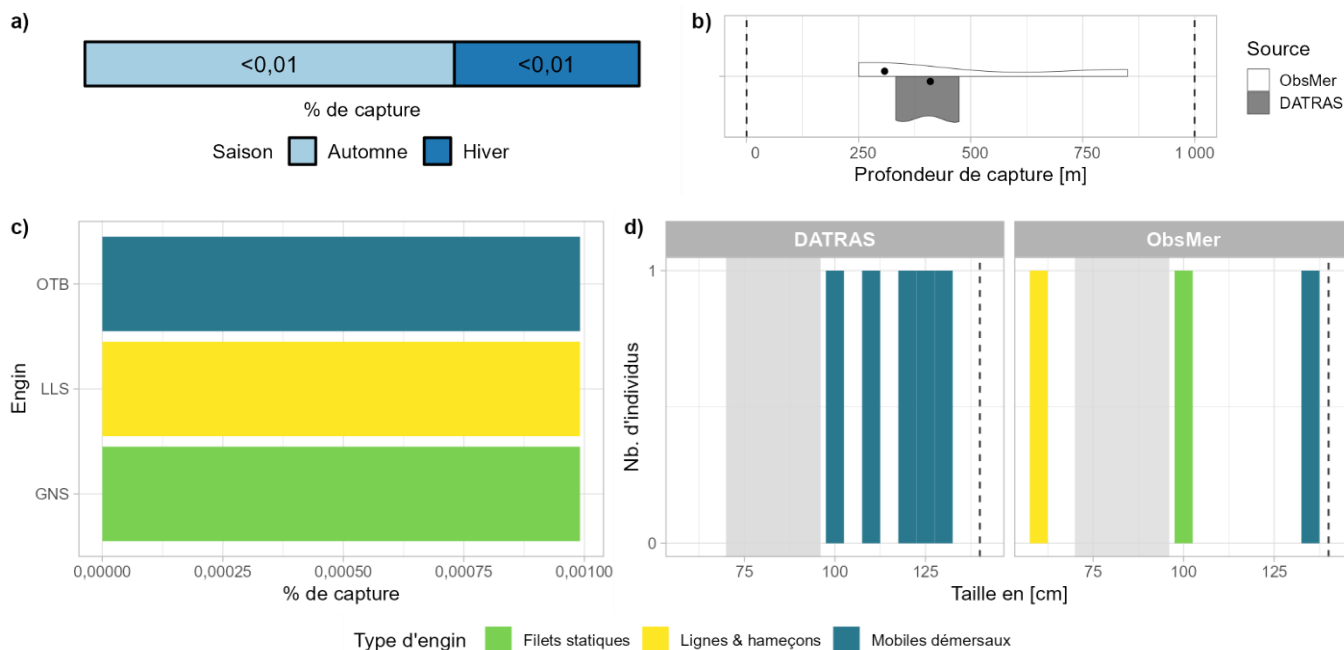 a)
<0,01 <0,01
% de capture
Saison Automne Hiver
b)
0 250 500 750 1 000
Profondeur de capture [m]
Source
ObsMer
DATRAS
c)
Engin
OTB
LLS
GNS
0,00000 0,00025 0,00050 0,00075 0,00100
% de capture
d)
DATRAS ObsMer
Nb. d'individus
1
0
75 100 125 75 100 125
Taille en [cm]
Type d'engin Filets statiques Lignes & hameçons Mobiles démersaux